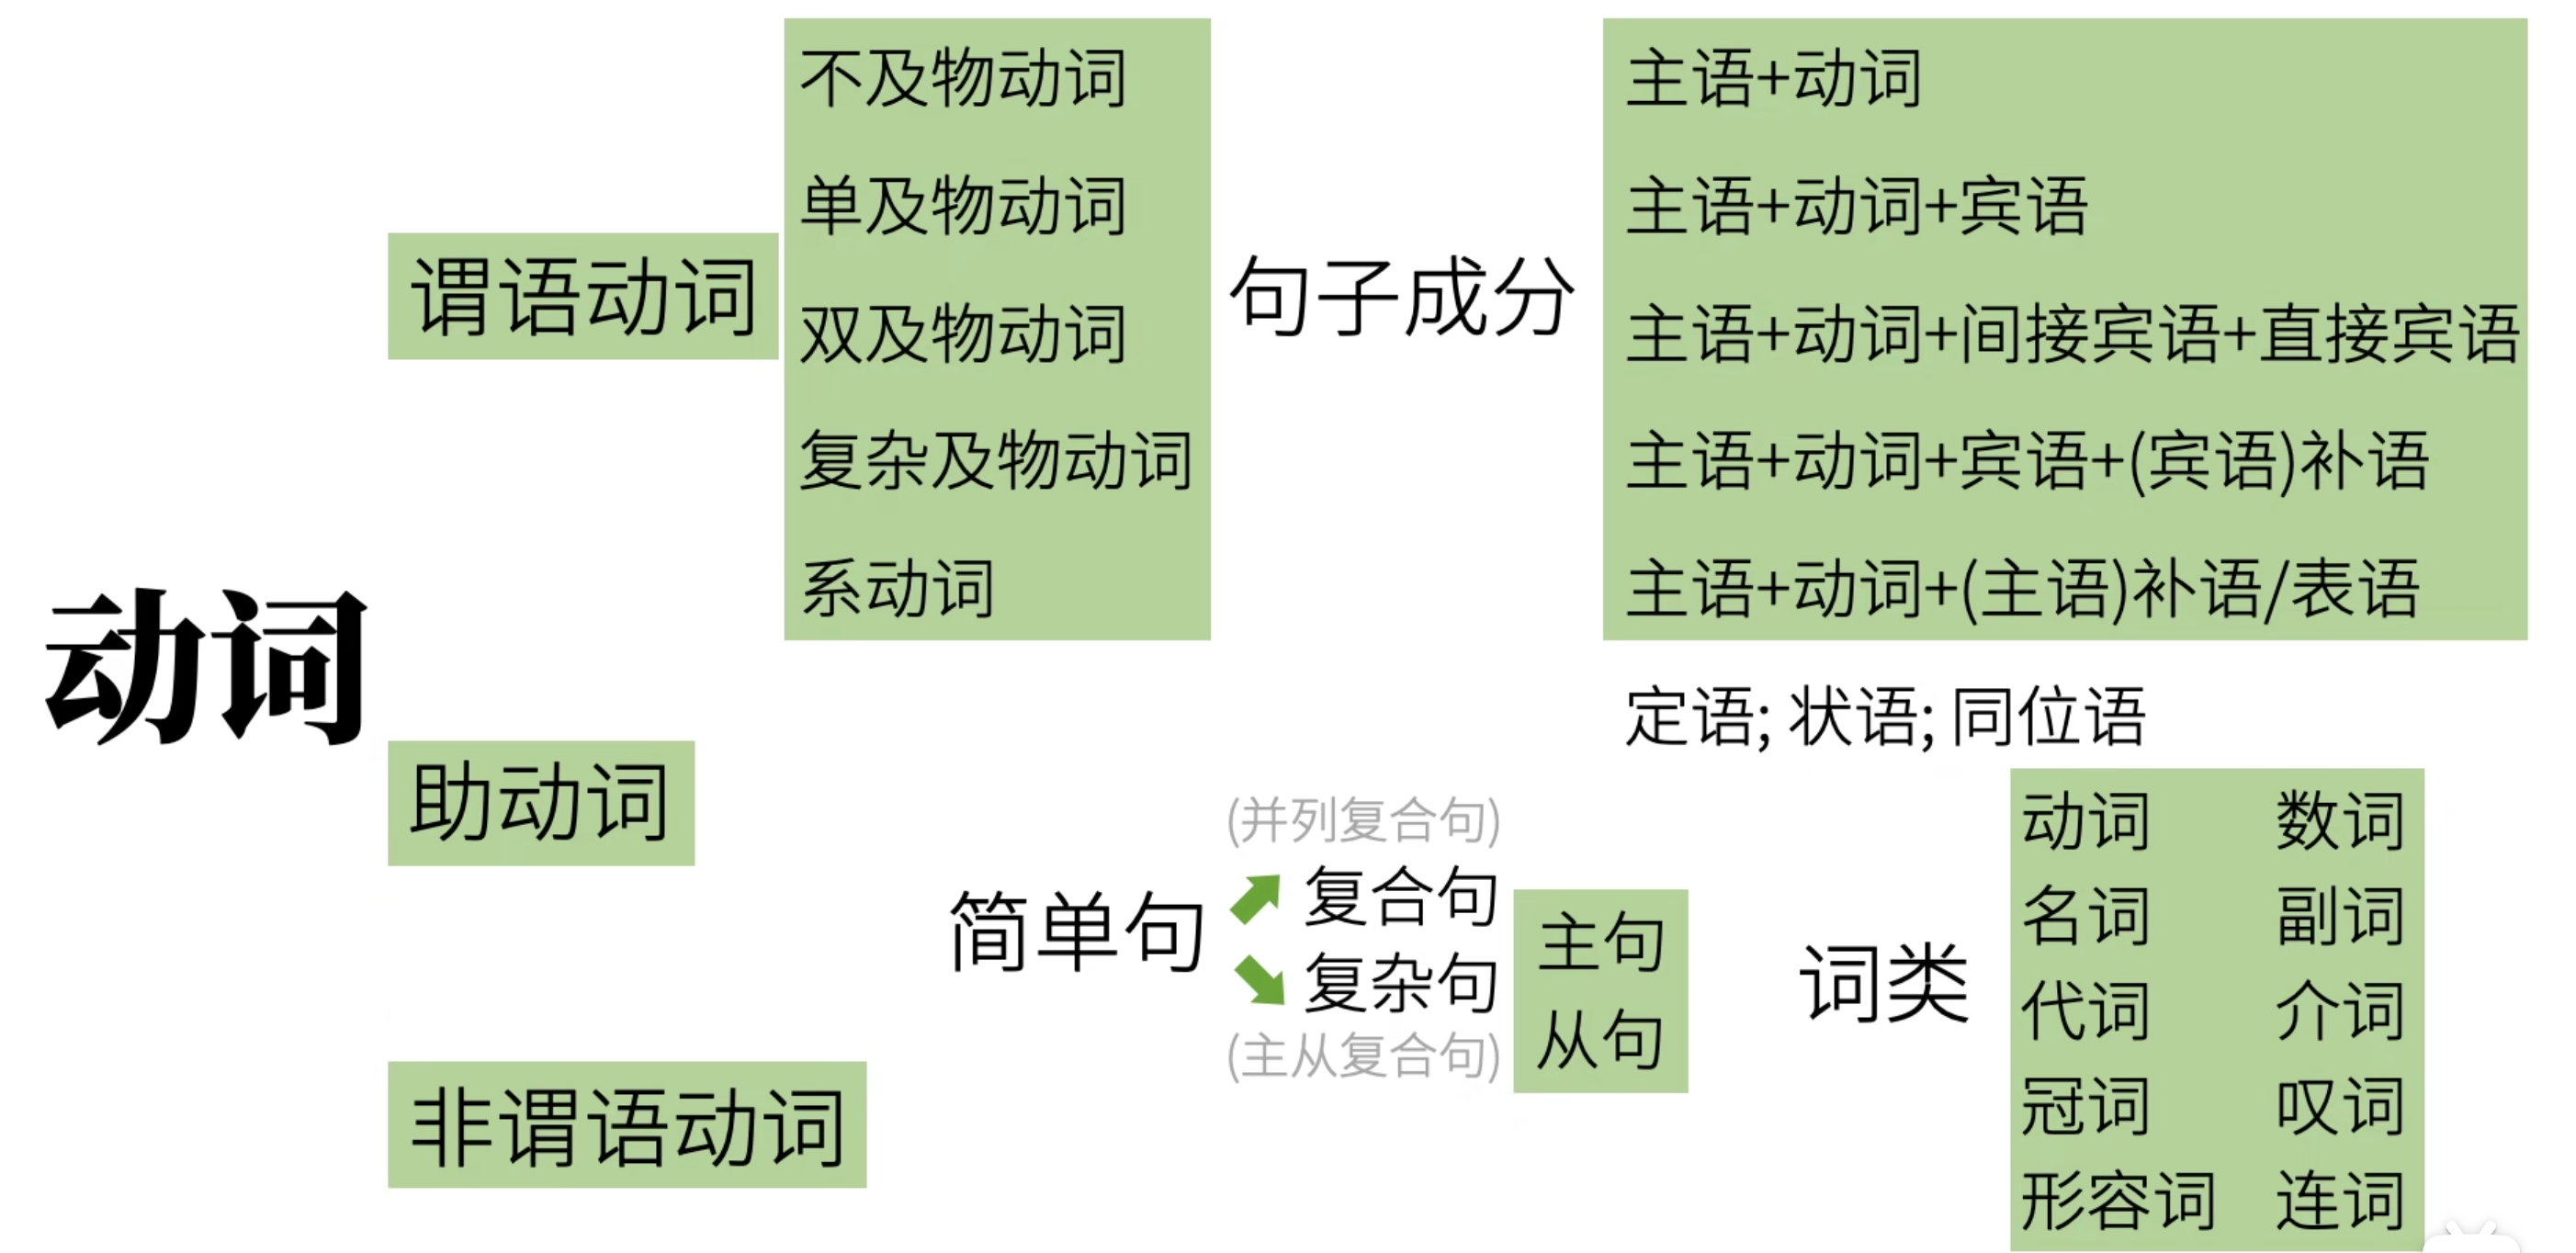 动词
谓语动词
不及物动词
单及物动词
双及物动词
复杂及物动词
系动词
句子成分
主语+动词
主语+动词+宾语
主语+动词+间接宾语+直接宾语
主语+动词+宾语+(宾语)补语
主语+动词+(主语)补语/表语
定语; 状语; 同位语
助动词
非谓语动词
简单句
(并列复合句)
复合句
复杂句
(主从复合句)
主句
从句
词类
动词 数词
名词 副词
代词 介词
冠词 叹词
形容词 连词